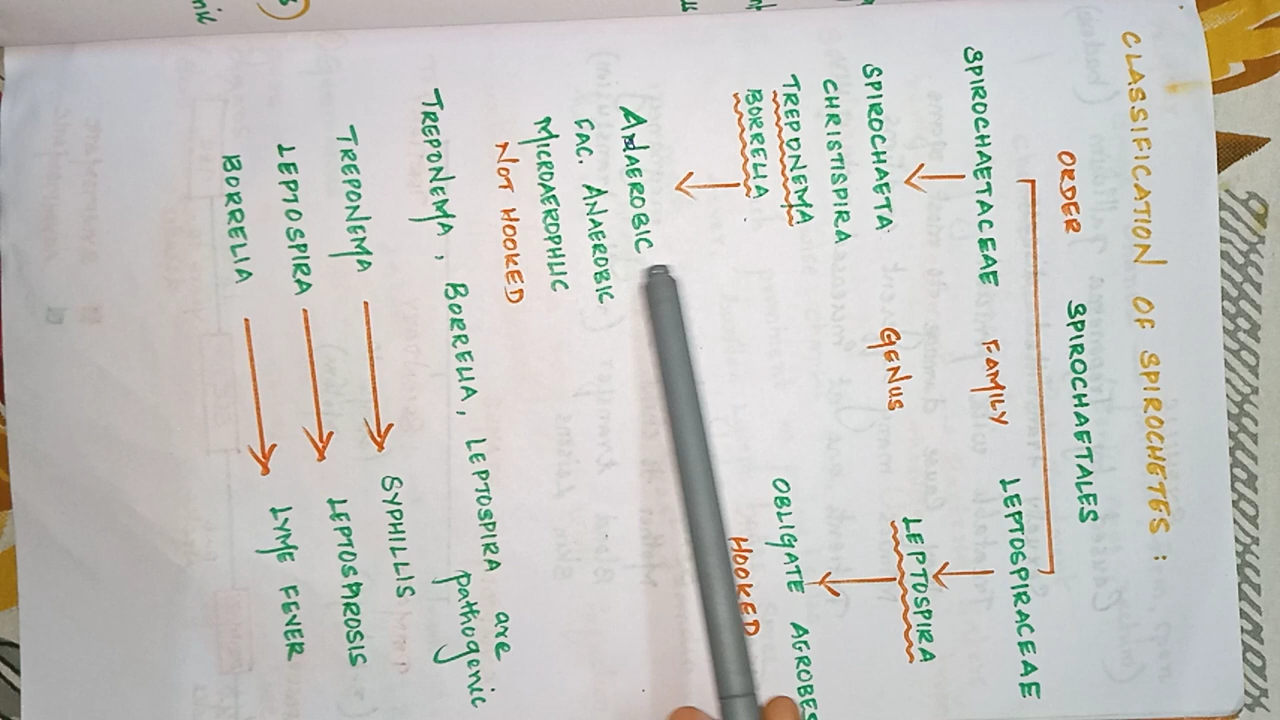 CLASSIFICATION OF SPIROCHETES :
ORDER SPIROCHAETALES
SPIROCHAETACEAE FAMILY LEPTOSPIRACEAE
SPIROCHAETA GENUS LEPTOSPIRA
CHRISTISPIRA
TREPONEMA OBLIGATE AEROBES
BORRELIA HOOKED
ANAEROBIC
FAC. ANAEROBIC
MICROAEROPHLIC
NOT HOOKED
TREPONEMA, BORRELIA, LEPTOSPIRA are
pathogenic
TREPONEMA SYPHILLIS
LEPTOSPIRA LEPTOSPIROSIS
BORRELIA LYME FEVER